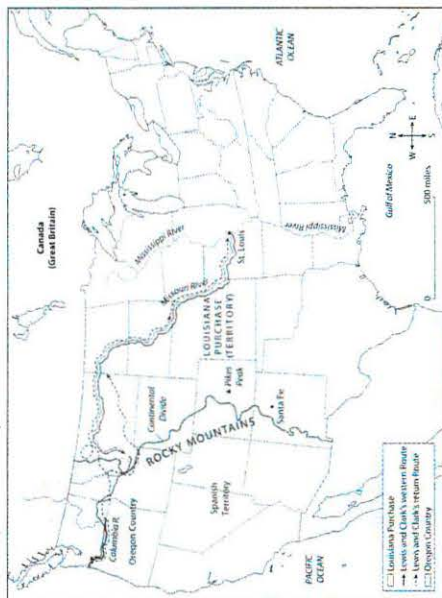 Canada
(Great Britain)
ATLANTIC
OCEAN
Mississippi River
Missouri River
St. Louis
LOUISIANA
PURCHASE
(TERRITORY)
Mississippi River
Continental
Divide
Pikes
Peak
Santa Fe
ROCKY MOUNTAINS
Columbia R.
Oregon Country
Spanish
Territory
PACIFIC
OCEAN
Gulf of Mexico
N
W
E
S
0
500 miles
Louisiana Purchase
Lewis and Clark's western Route
Lewis and Clark's return Route
Oregon Country